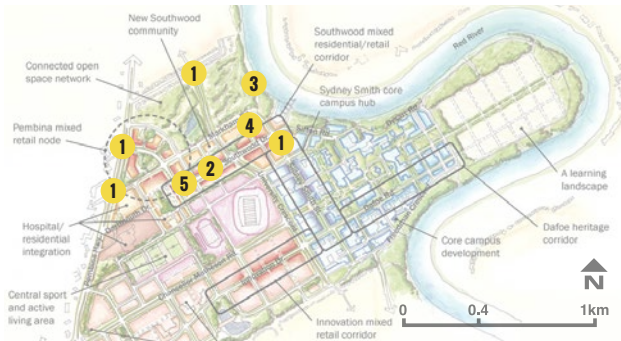 New Southwood
community
Southwood mixed
residential/retail
corridor
Connected open
space network
Sydney Smith core
campus hub
Red River
Pembina mixed
retail node
1
3
4
1
1
2
5
1
A learning
landscape
Hospital/
residential
integration
Dafoe heritage
corridor
Core campus
development
Central sport
and active
living area
Innovation mixed
retail corridor
N
0
0.4
1km